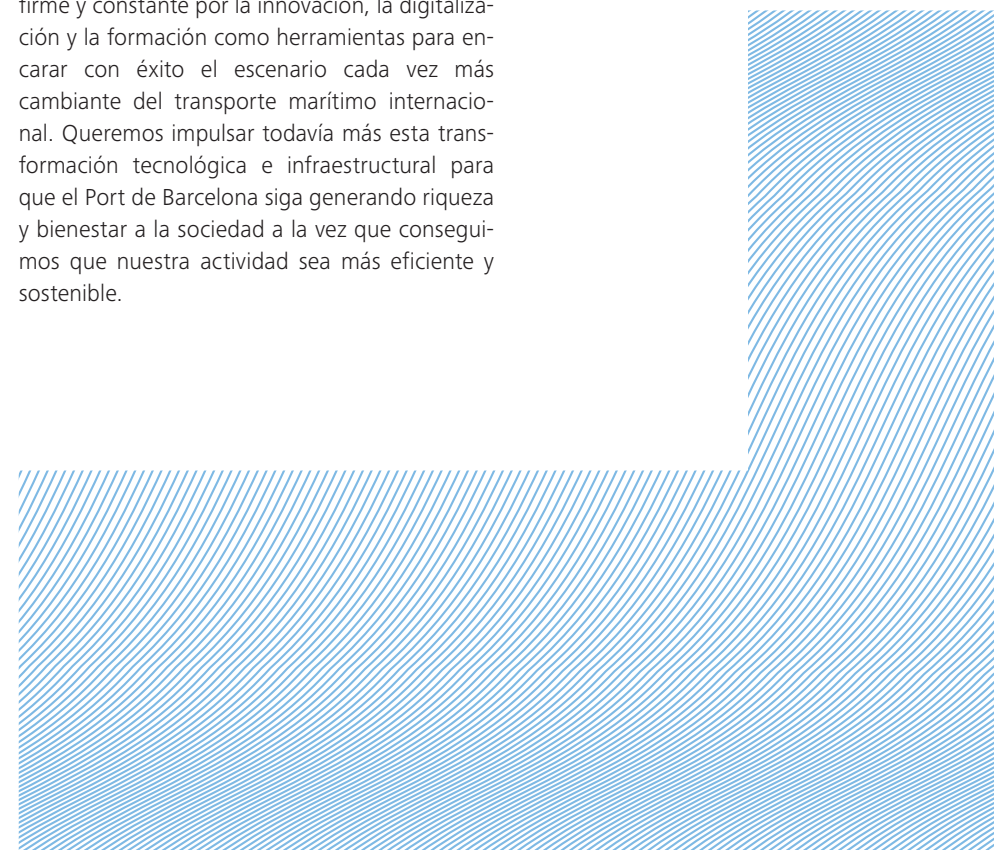 firme y constante por la innovación, la digitaliza-
ción y la formación como herramientas para en-
carar con éxito el escenario cada vez más
cambiante del transporte marítimo internacio-
nal. Queremos impulsar todavía más esta trans-
formación tecnológica e infraestructural para
que el Port de Barcelona siga generando riqueza
y bienestar a la sociedad a la vez que consegui-
mos que nuestra actividad sea más eficiente y
sostenible.